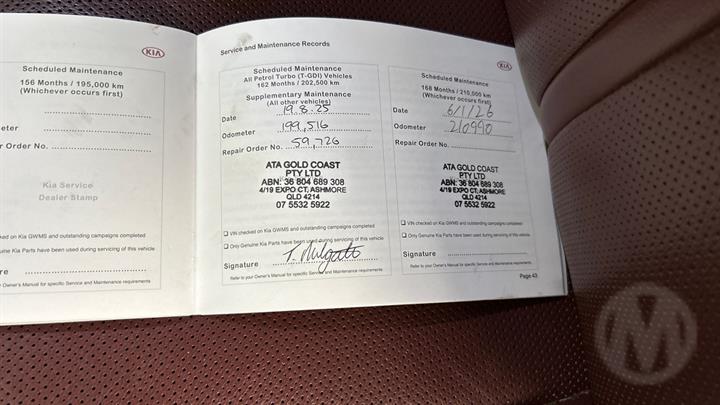 KIA
Scheduled Maintenance
156 Months / 195,000 km
(Whichever occurs first)
meter
r Order No.
Kia Service
Dealer Stamp
ked on Kia GWMS and outstanding campaigns completed
uine Kia Parts have been used during servicing of this vehicle
re
to your Owner's Manual for specific Service and Maintenance requirements
Service and Maintenance Records
KIA
Scheduled Maintenance
All Petrol Turbo (T-GDI) Vehicles
162 Months / 202,500 km
Supplementary Maintenance
(All other vehicles)
Date 19.8.25
Odometer 199,516
Repair Order No. 59,726
ATA GOLD COAST
PTY LTD
ABN: 36 804 689 308
4/19 EXPO CT, ASHMORE
QLD 4214
07 5532 5922
VIN checked on Kia GWMS and outstanding campaigns completed
Only Genuine Kia Parts have been used during servicing of this vehicle
Signature
Refer to your Owner's Manual for specific Service and Maintenance requirements
Scheduled Maintenance
168 Months / 210,000 km
(Whichever occurs first)
Date 6/1/26
Odometer 210990
Repair Order No.
ATA GOLD COAST
PTY LTD
ABN: 36 804 689 308
4/19 EXPO CT, ASHMORE
QLD 4214
07 5532 5922
VIN checked on Kia GWMS and outstanding campaigns completed
Only Genuine Kia Parts have been used during servicing of this vehicle
Signature
Refer to your Owner's Manual for specific Service and Maintenance requirements
Page 43
M